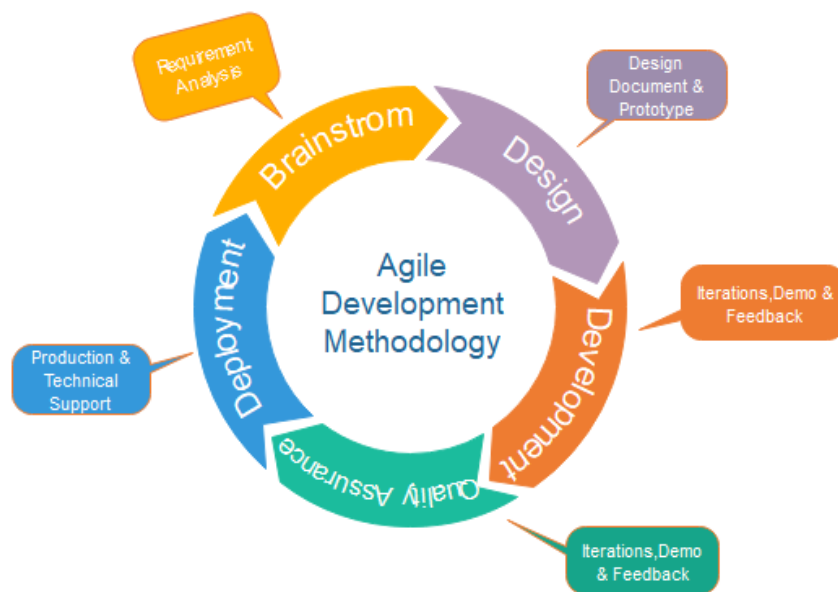 Requirement
Analysis
Brainstrom
Design
Document &
Prototype
Design
Agile
Development
Methodology
Iterations,Demo &
Feedback
Development
Production &
Technical
Support
Deployment
Quality Assurance
Iterations,Demo
& Feedback